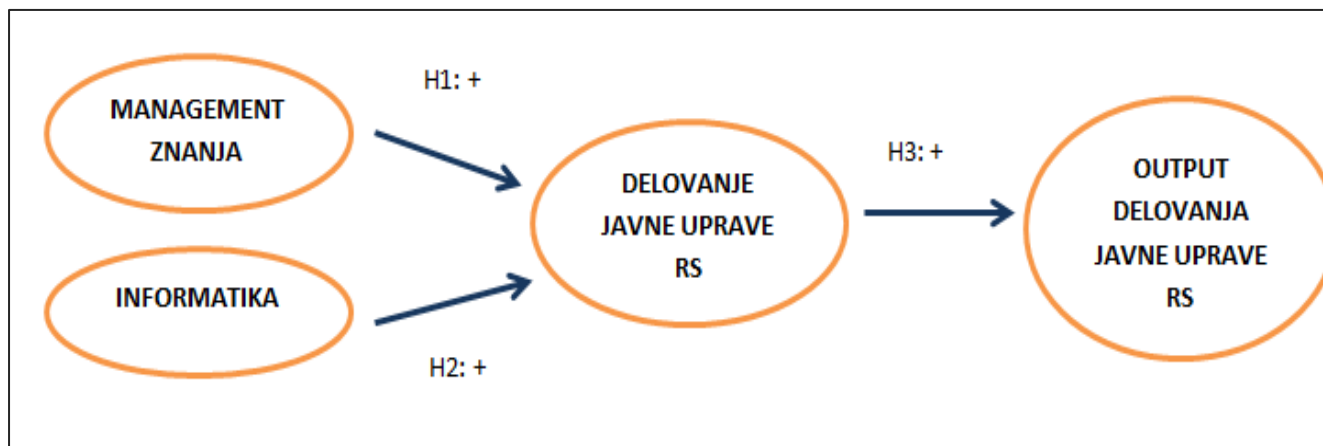 MANAGEMENT
ZNANJA
H1: +
INFORMATIKA
H2: +
DELOVANJE
JAVNE UPRAVE
RS
H3: +
OUTPUT
DELOVANJA
JAVNE UPRAVE
RS